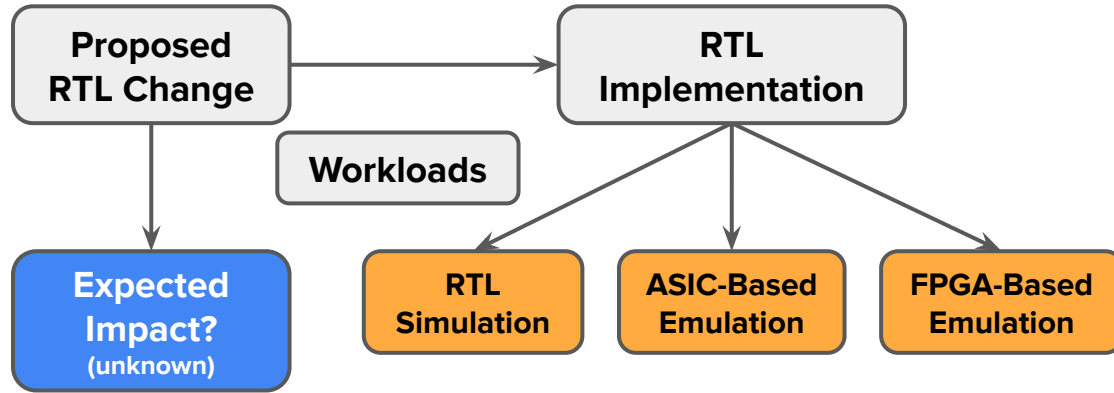 Proposed
RTL Change
RTL
Implementation
Workloads
Expected
Impact?
(unknown)
RTL
Simulation
ASIC-Based
Emulation
FPGA-Based
Emulation